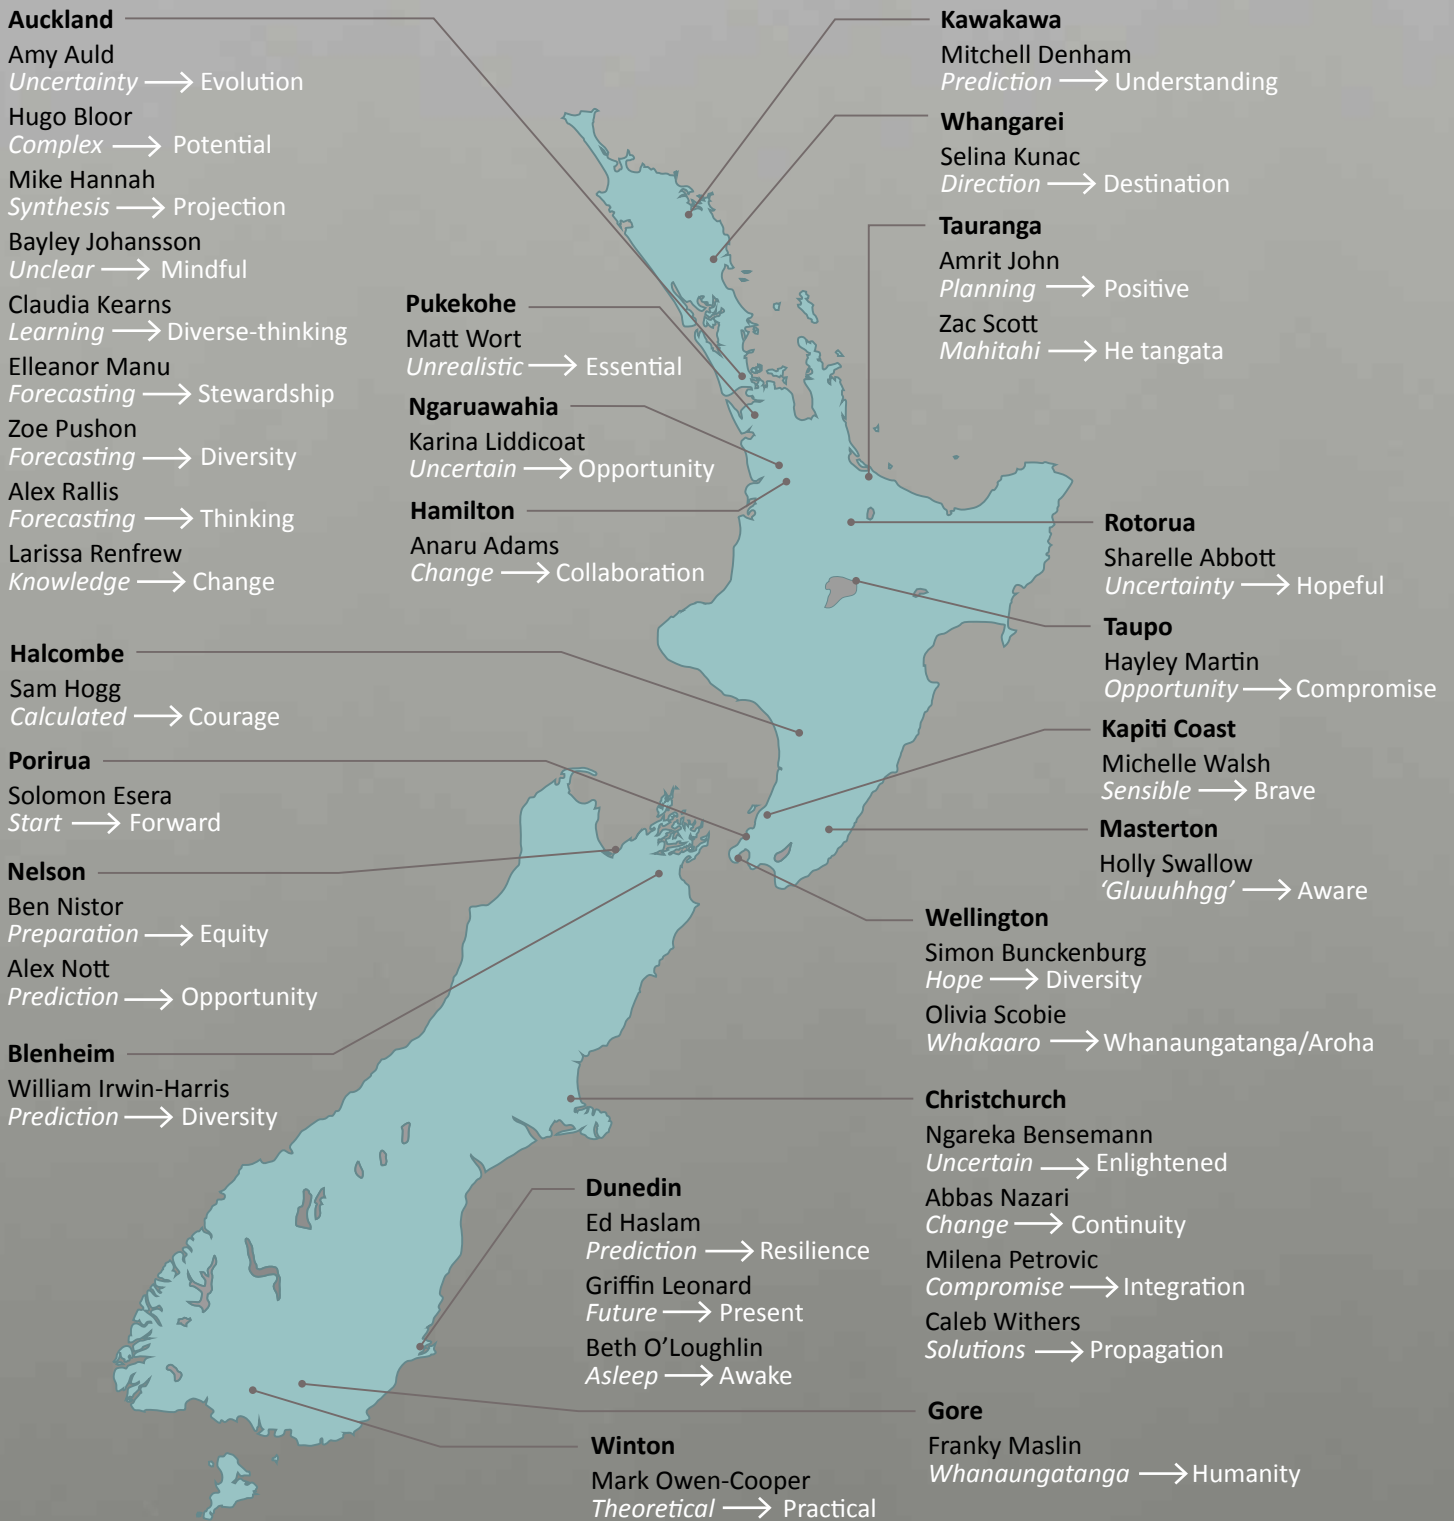 Auckland
Amy Auld
Uncertainty → Evolution
Hugo Bloor
Complex → Potential
Mike Hannah
Synthesis → Projection
Bayley Johansson
Unclear → Mindful
Claudia Kearns
Learning → Diverse-thinking
Elleanor Manu
Forecasting → Stewardship
Zoe Pushon
Forecasting → Diversity
Alex Rallis
Forecasting → Thinking
Larissa Renfrew
Knowledge → Change
Kawakawa
Mitchell Denham
Prediction → Understanding
Whangarei
Selina Kunac
Direction → Destination
Tauranga
Amrit John
Planning → Positive
Zac Scott
Mahitahi → He tangata
Pukekohe
Matt Wort
Unrealistic → Essential
Ngaruawahia
Karina Liddicoat
Uncertain → Opportunity
Hamilton
Anaru Adams
Change → Collaboration
Rotorua
Sharelle Abbott
Uncertainty → Hopeful
Taupo
Hayley Martin
Opportunity → Compromise
Kapiti Coast
Michelle Walsh
Sensible → Brave
Masterton
Holly Swallow
‘Gluuuhhgg’ → Aware
Halcombe
Sam Hogg
Calculated → Courage
Porirua
Solomon Esera
Start → Forward
Nelson
Ben Nistor
Preparation → Equity
Alex Nott
Prediction → Opportunity
Blenheim
William Irwin-Harris
Prediction → Diversity
Wellington
Simon Bunckenburg
Hope → Diversity
Olivia Scobie
Whakaaro → Whanaungatanga/Aroha
Christchurch
Ngareka Bensemann
Uncertain → Enlightened
Abbas Nazari
Change → Continuity
Milena Petrovic
Compromise → Integration
Caleb Withers
Solutions → Propagation
Dunedin
Ed Haslam
Prediction → Resilience
Griffin Leonard
Future → Present
Beth O’Loughlin
Asleep → Awake
Gore
Franky Maslin
Whanaungatanga → Humanity
Winton
Mark Owen-Cooper
Theoretical → Practical